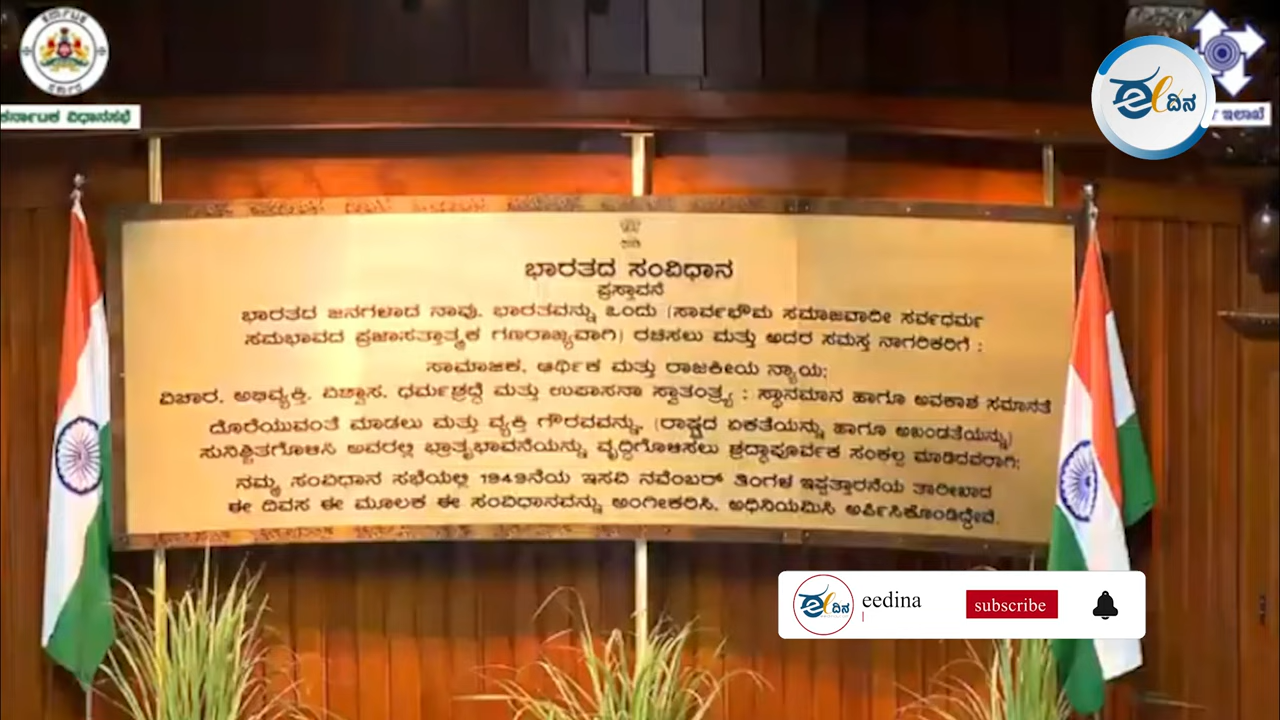 ಕರ್ನಾಟಕ
ಕರ್ನಾಟಕ ವಿಧಾನಸಭೆ
ಈ ದಿನ
ಇಲಾಖೆ
ಭಾರತದ ಸಂವಿಧಾನ
ಪ್ರಸ್ತಾವನೆ
ಭಾರತದ ಜನಗಳಾದ ನಾವು, ಭಾರತವನ್ನು ಒಂದು (ಸಾರ್ವಭೌಮ ಸಮಾಜವಾದೀ ಸರ್ವಧರ್ಮ
ಸಮಭಾವದ ಪ್ರಜಾಸತ್ತಾತ್ಮಕ ಗಣರಾಜ್ಯವಾಗಿ) ರಚಿಸಲು ಮತ್ತು ಅದರ ಸಮಸ್ತ ನಾಗರಿಕರಿಗೆ :
ಸಾಮಾಜಿಕ, ಆರ್ಥಿಕ ಮತ್ತು ರಾಜಕೀಯ ನ್ಯಾಯ;
ವಿಚಾರ, ಅಭಿವ್ಯಕ್ತಿ, ವಿಶ್ವಾಸ, ಧರ್ಮಶ್ರದ್ಧೆ ಮತ್ತು ಉಪಾಸನಾ ಸ್ವಾತಂತ್ರ್ಯ ; ಸ್ಥಾನಮಾನ ಹಾಗೂ ಅವಕಾಶ ಸಮಾನತೆ
ದೊರೆಯುವಂತೆ ಮಾಡಲು ಮತ್ತು ವ್ಯಕ್ತಿ ಗೌರವವನ್ನು, (ರಾಷ್ಟ್ರದ ಏಕತೆಯನ್ನು ಹಾಗೂ ಅಖಂಡತೆಯನ್ನು)
ಸುನಿಶ್ಚಿತಗೊಳಿಸಿ ಅವರಲ್ಲಿ ಭ್ರಾತೃಭಾವನೆಯನ್ನು ವೃದ್ಧಿಗೊಳಿಸಲು ಶ್ರದ್ಧಾಪೂರ್ವಕ ಸಂಕಲ್ಪ ಮಾಡಿದವರಾಗಿ;
ನಮ್ಮ ಸಂವಿಧಾನ ಸಭೆಯಲ್ಲಿ 1949ನೆಯ ಇಸವಿ ನವೆಂಬರ್ ತಿಂಗಳ ಇಪ್ಪತ್ತಾರನೆಯ ತಾರೀಖಾದ
ಈ ದಿವಸ ಈ ಮೂಲಕ ಈ ಸಂವಿಧಾನವನ್ನು ಅಂಗೀಕರಿಸಿ, ಅಧಿನಿಯಮಿಸಿ ಅರ್ಪಿಸಿಕೊಂಡಿದ್ದೇವೆ.
ಈ ದಿನ
eedina
subscribe